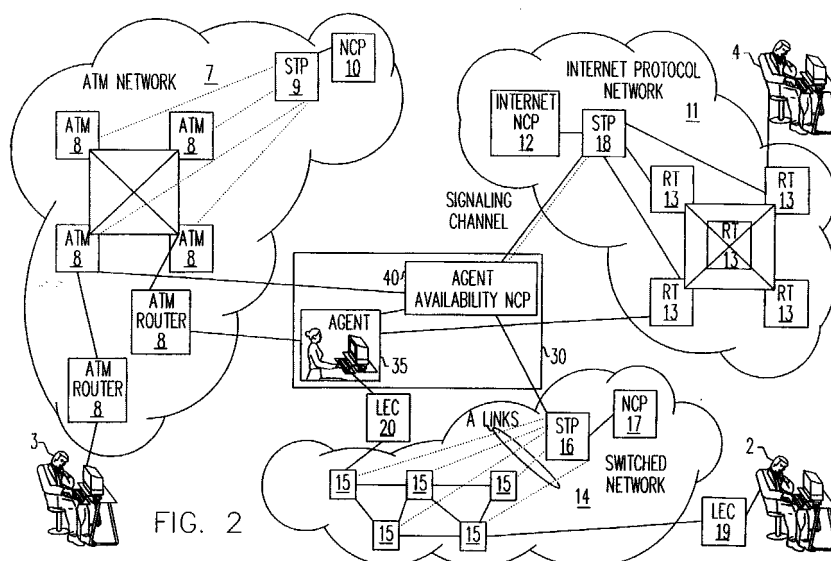 ATM NETWORK
7
STP
9
NCP
10
ATM
8
ATM
8
ATM
8
ATM
8
ATM
ROUTER
8
ATM
ROUTER
8
3
INTERNET PROTOCOL
NETWORK
11
4
INTERNET
NCP
12
STP
18
RT
13
RT
13
RT
13
RT
13
RT
13
SIGNALING
CHANNEL
40
AGENT
AVAILABILITY NCP
AGENT
35
30
LEC
20
A LINKS
STP
16
NCP
17
SWITCHED
NETWORK
14
15
15
15
15
15
LEC
19
2
FIG. 2